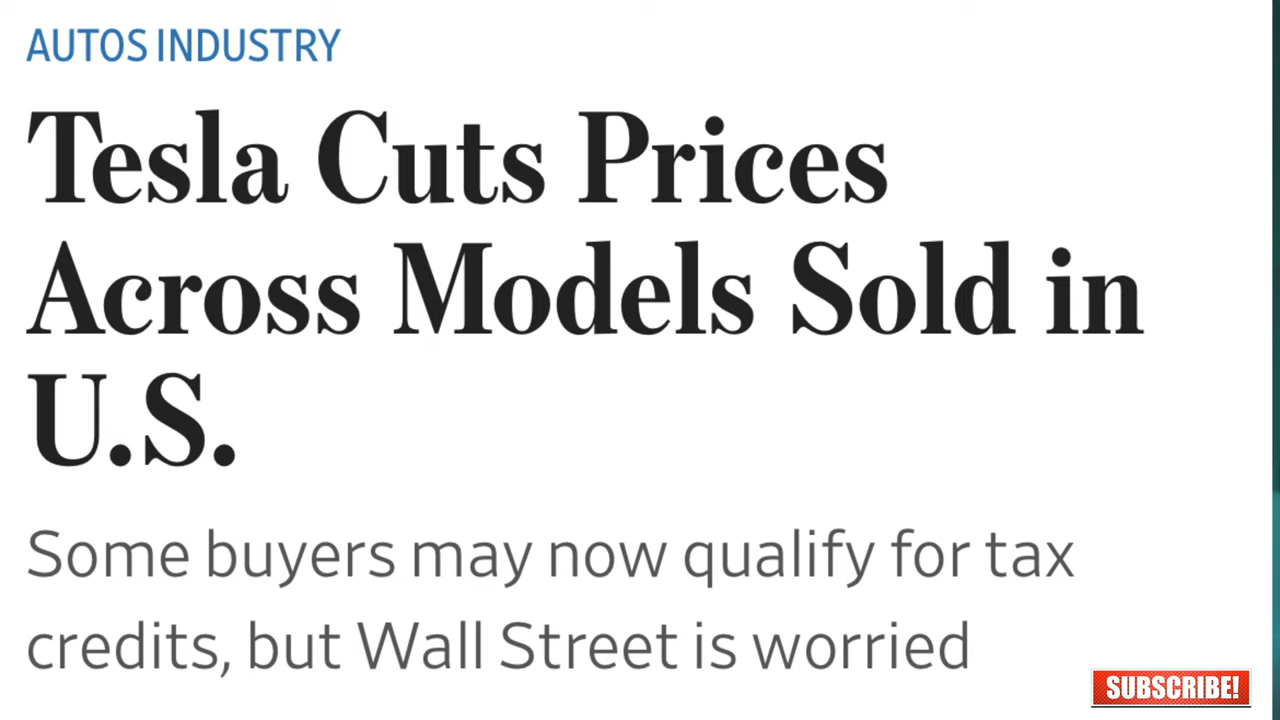 AUTOS INDUSTRY
Tesla Cuts Prices
Across Models Sold in
U.S.
Some buyers may now qualify for tax
credits, but Wall Street is worried
SUBSCRIBE!